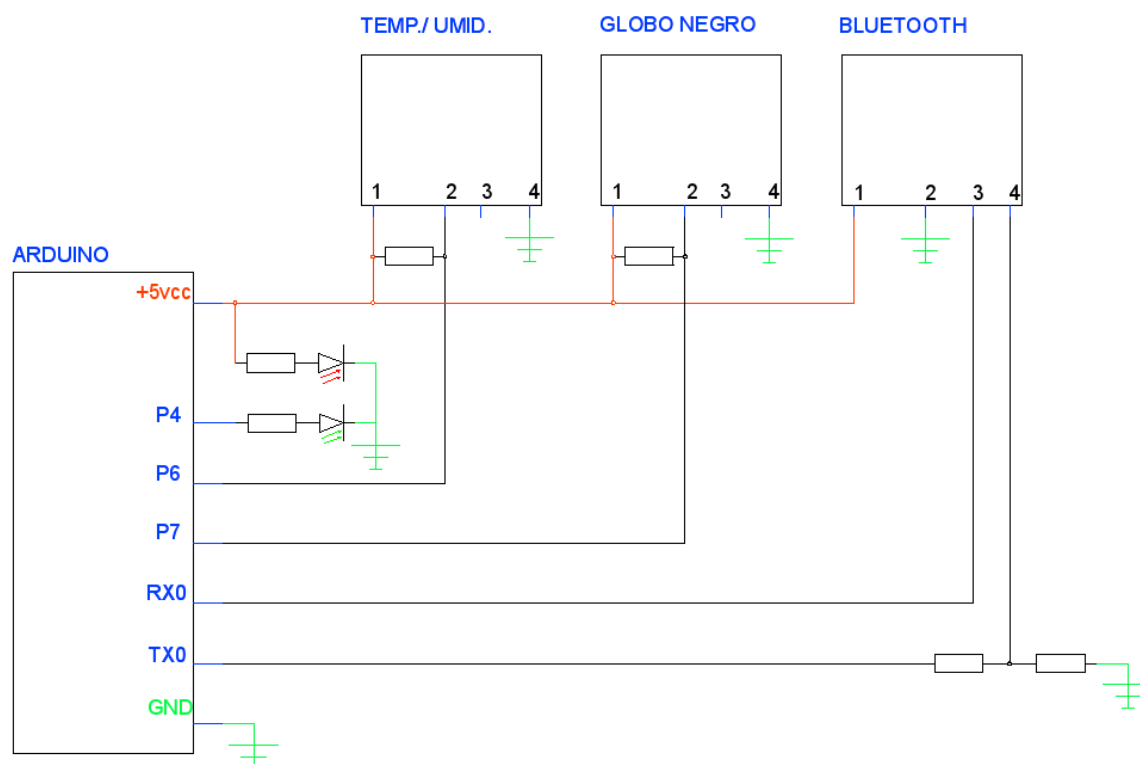 TEMP./ UMID.
GLOBO NEGRO
BLUETOOTH
1 2 3 4
1 2 3 4
1 2 3 4
ARDUINO
+5vcc
P4
P6
P7
RX0
TX0
GND